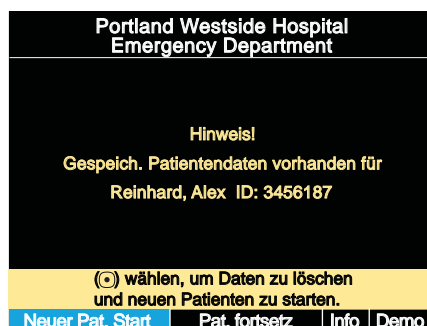 Portland Westside Hospital
Emergency Department
Hinweis!
Gespeich. Patientendaten vorhanden für
Reinhard, Alex ID: 3456187
(•) wählen, um Daten zu löschen
und neuen Patienten zu starten.
Neuer Pat. Start Pat. fortsetz Info Demo